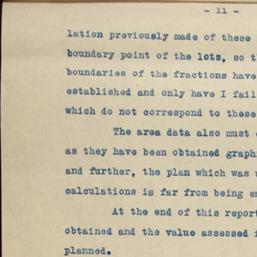 - 11 -
lation previously made of these
boundary point of the lots, so t
boundaries of the fractions have
established and only have I fail
which do not correspond to these
The area data also must
as they have been obtained graph
and further, the plan which was
calculations is far from being e
At the end of this report
obtained and the value assessed i
planned.